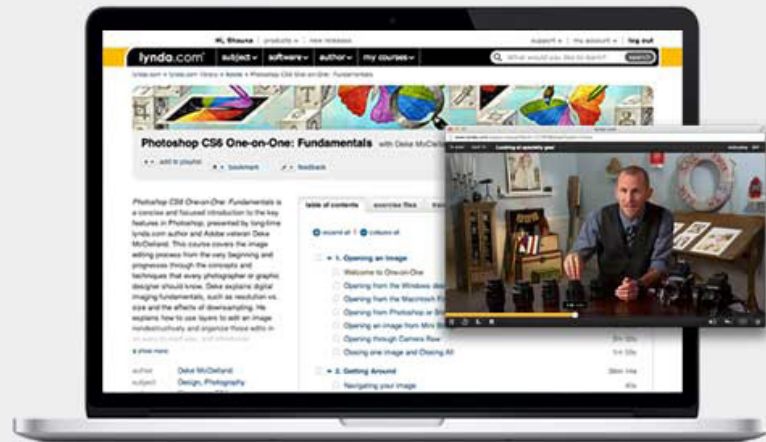 Hi, Shauna | products | new releases
support | my account | log out
lynda.com
subject software author my courses
What would you like to learn?
search
lynda.com > lynda.com library > Adobe > Photoshop CS6 One-on-One: Fundamentals
Photoshop CS6 One-on-One: Fundamentals with Deke McClelland
add to playlist bookmark feedback
Photoshop CS6 One-on-One: Fundamentals is
a concise and focused introduction to the key
features in Photoshop, presented by long-time
lynda.com author and Adobe veteran Deke
McClelland. This course covers the image
editing process from the very beginning and
progresses through the concepts and
techniques that every photographer or graphic
designer should know. Deke explains digital
imaging fundamentals, such as resolution vs.
size and the effects of downsampling. He
explains how to use layers to edit an image
nondestructively and organize those edits in
show more
author Deke McClelland
subject Design, Photography
table of contents exercise files
expand all | collapse all
1. Opening an Image
Welcome to One-on-One
Opening from the Windows
Opening from the Macintosh
Opening from Photoshop or
Opening an image from Mini
Opening through Camera Raw
Closing one image and Closing All
2. Getting Around
Navigating your image
Looking at specialty gear